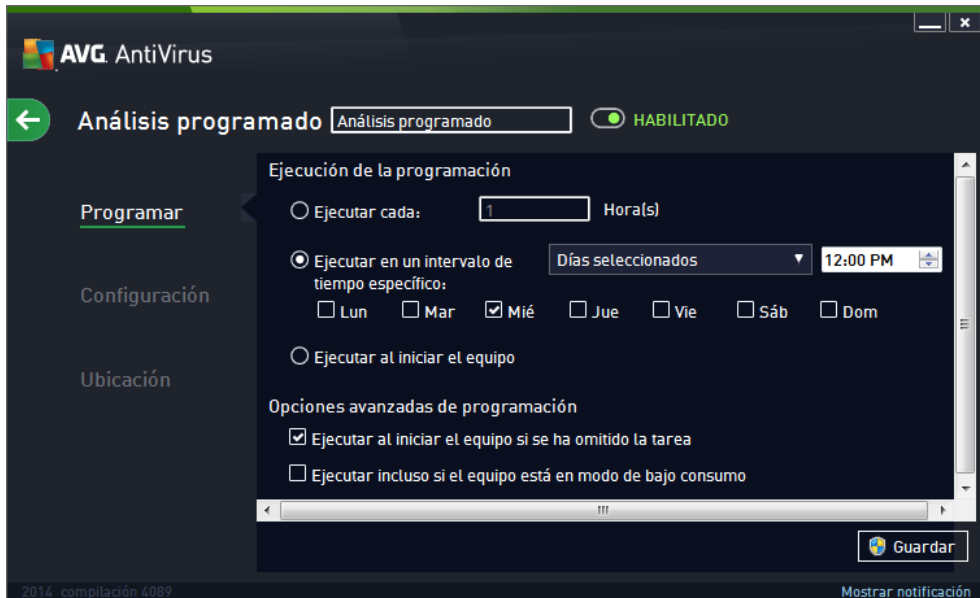 AVG. AntiVirus
Análisis programado Análisis programado HABILITADO
Ejecución de la programación
Programar
Ejecutar cada: 1 Hora(s)
Ejecutar en un intervalo de tiempo específico: Días seleccionados 12:00 PM
Lun Mar Mié Jue Vie Sáb Dom
Configuración
Ejecutar al iniciar el equipo
Ubicación
Opciones avanzadas de programación
Ejecutar al iniciar el equipo si se ha omitido la tarea
Ejecutar incluso si el equipo está en modo de bajo consumo
Guardar
2014 compilación 4089 Mostrar notificación